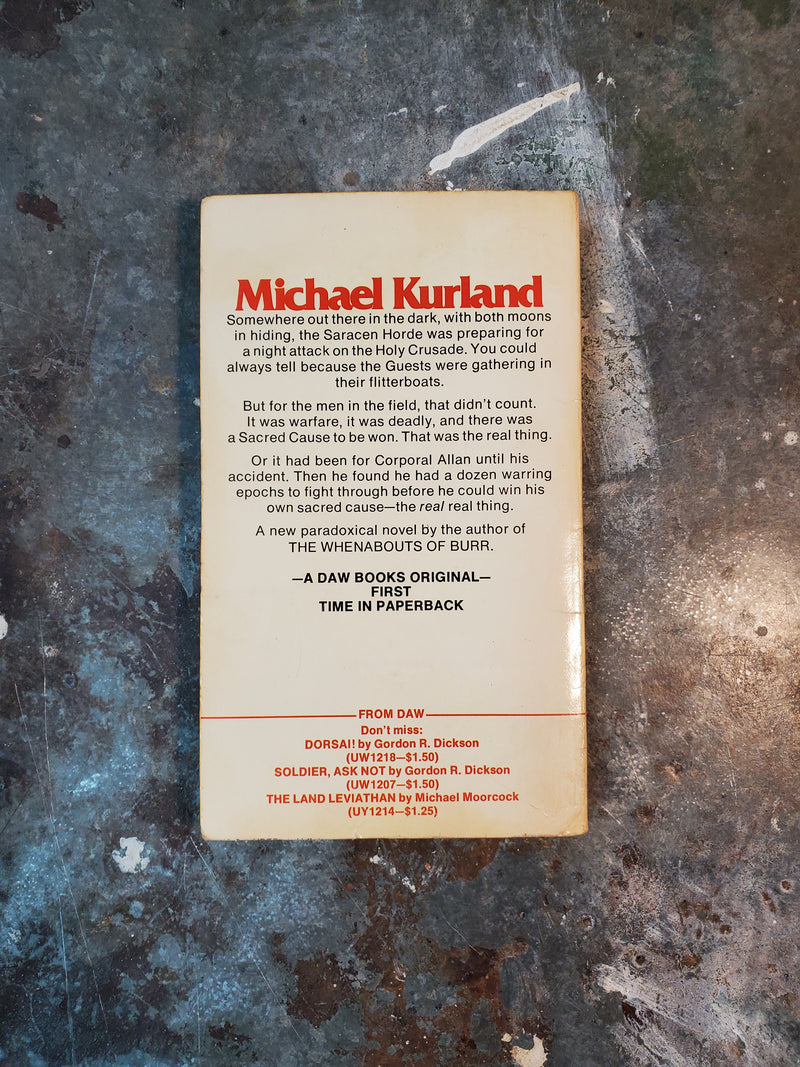 Michael Kurland
Somewhere out there in the dark, with both moons
in hiding, the Saracen Horde was preparing for
a night attack on the Holy Crusade. You could
always tell because the Guests were gathering in
their flitterboats.
But for the men in the field, that didn't count.
It was warfare, it was deadly, and there was
a Sacred Cause to be won. That was the real thing.
Or it had been for Corporal Allan until his
accident. Then he found he had a dozen warring
epochs to fight through before he could win his
own sacred cause—the real real thing.
A new paradoxical novel by the author of
THE WHENABOUTS OF BURR.
—A DAW BOOKS ORIGINAL—
FIRST
TIME IN PAPERBACK
FROM DAW
Don't miss:
DORSAI! by Gordon R. Dickson
(UW1218—$1.50)
SOLDIER, ASK NOT by Gordon R. Dickson
(UW1207—$1.50)
THE LAND LEVIATHAN by Michael Moorcock
(UY1214—$1.25)